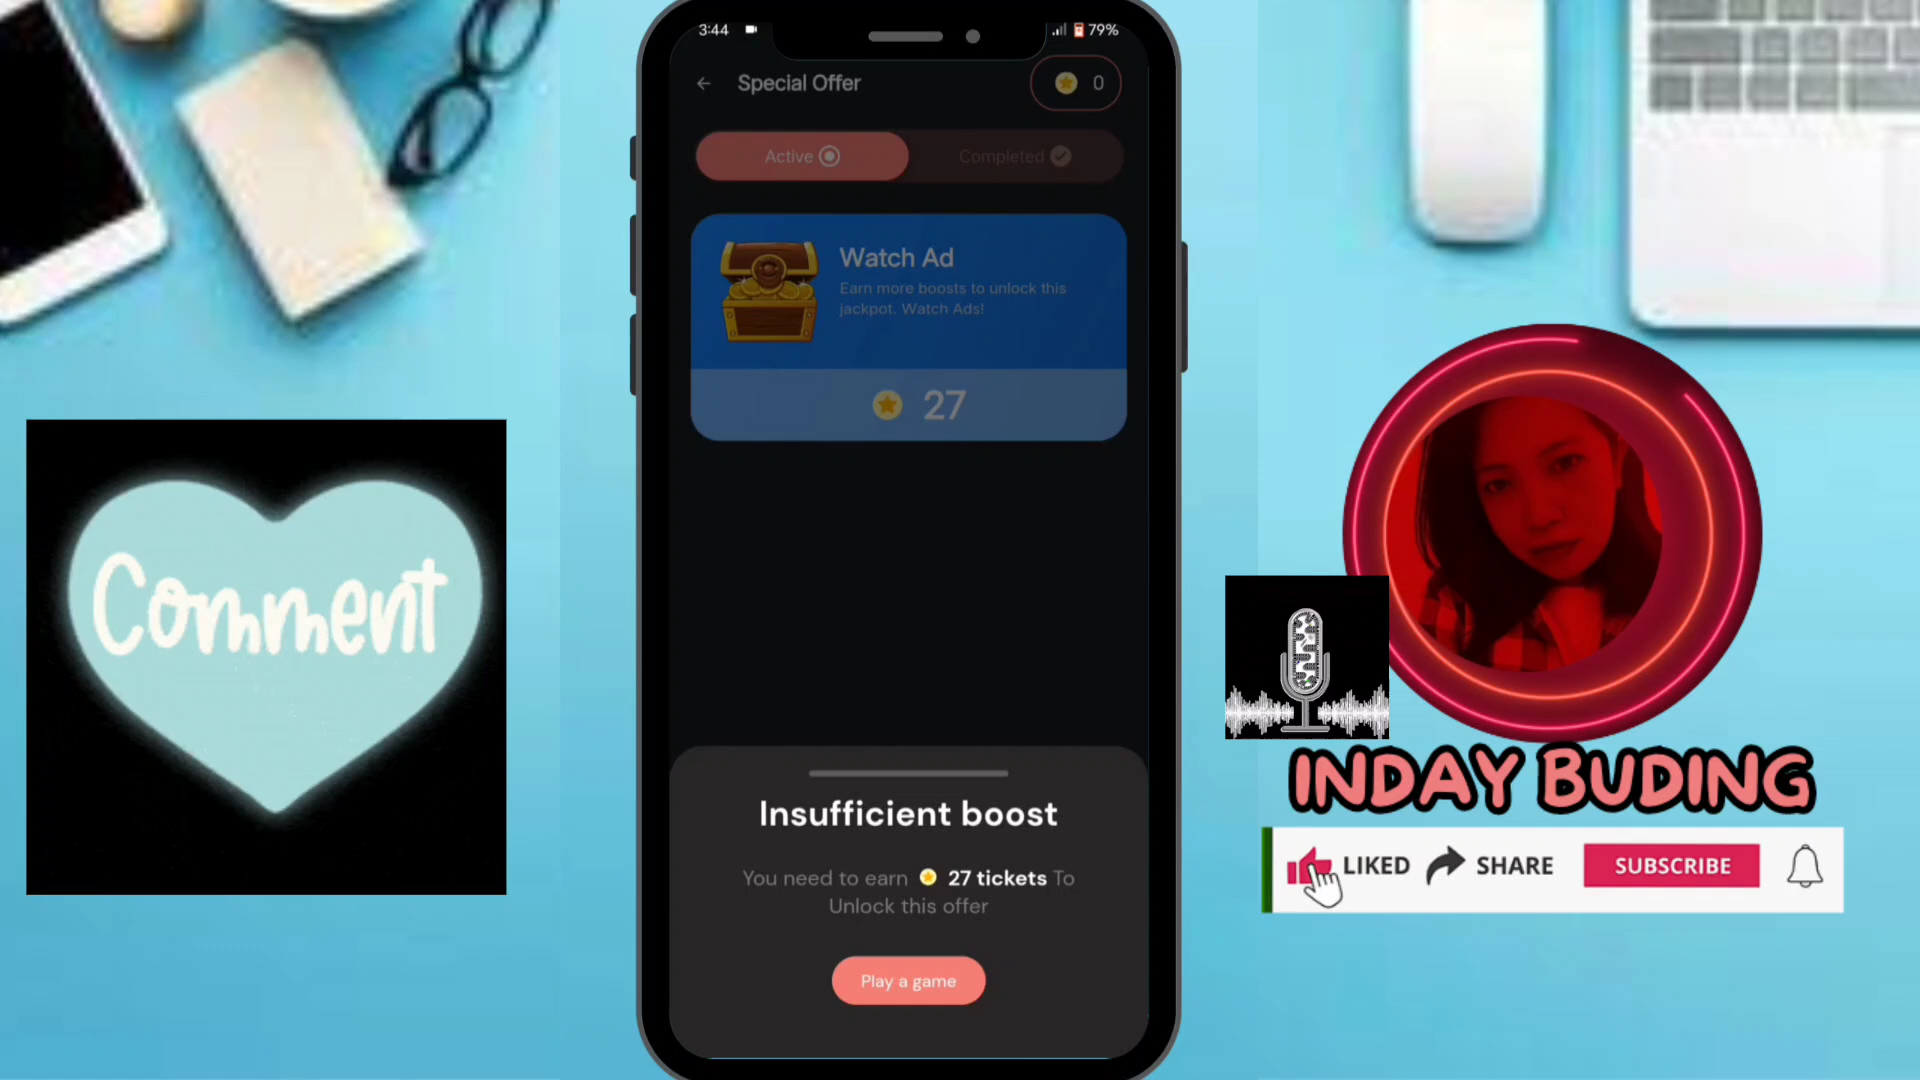 3:44
79%
Special Offer
0
Active
Completed
Watch Ad
Earn more boosts to unlock this
jackpot. Watch Ads!
27
Comment
Insufficient boost
You need to earn 27 tickets To
Unlock this offer
Play a game
INDAY BUDING
LIKED SHARE SUBSCRIBE